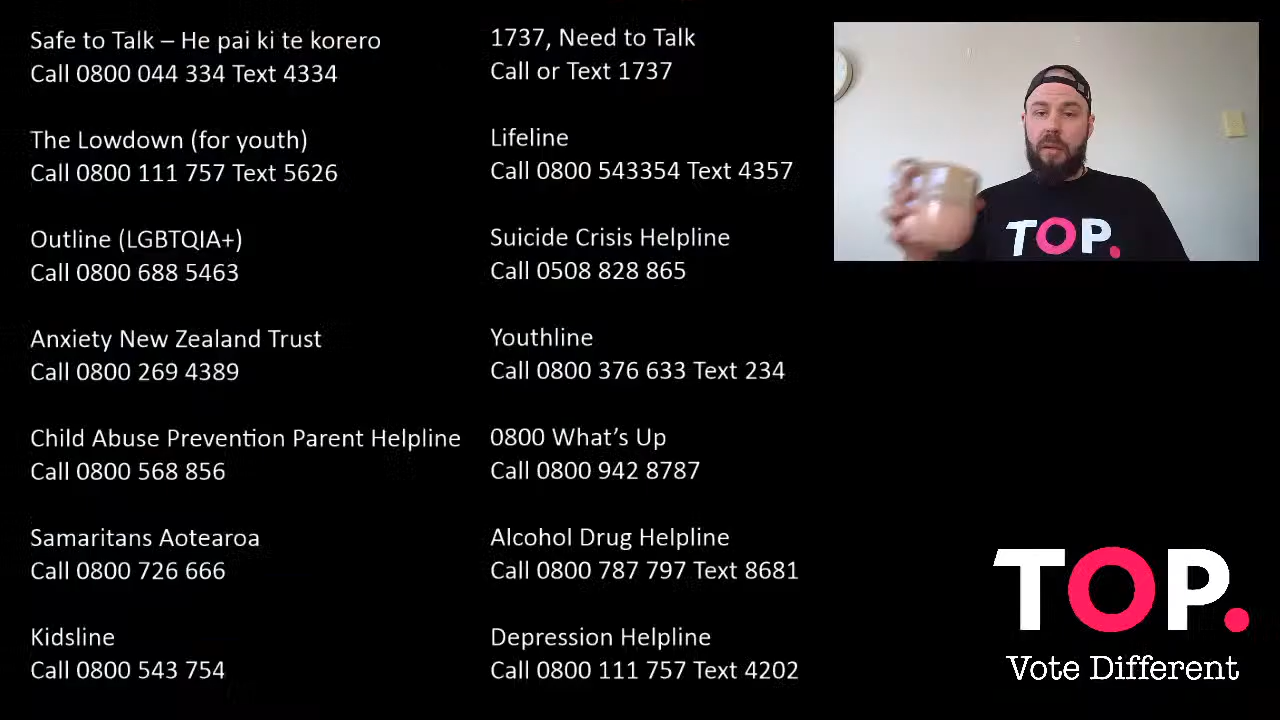 Safe to Talk – He pai ki te korero
Call 0800 044 334 Text 4334
The Lowdown (for youth)
Call 0800 111 757 Text 5626
Outline (LGBTQIA+)
Call 0800 688 5463
Anxiety New Zealand Trust
Call 0800 269 4389
Child Abuse Prevention Parent Helpline
Call 0800 568 856
Samaritans Aotearoa
Call 0800 726 666
Kidsline
Call 0800 543 754
1737, Need to Talk
Call or Text 1737
Lifeline
Call 0800 543354 Text 4357
Suicide Crisis Helpline
Call 0508 828 865
Youthline
Call 0800 376 633 Text 234
0800 What’s Up
Call 0800 942 8787
Alcohol Drug Helpline
Call 0800 787 797 Text 8681
Depression Helpline
Call 0800 111 757 Text 4202
TOP.
TOP.
Vote Different